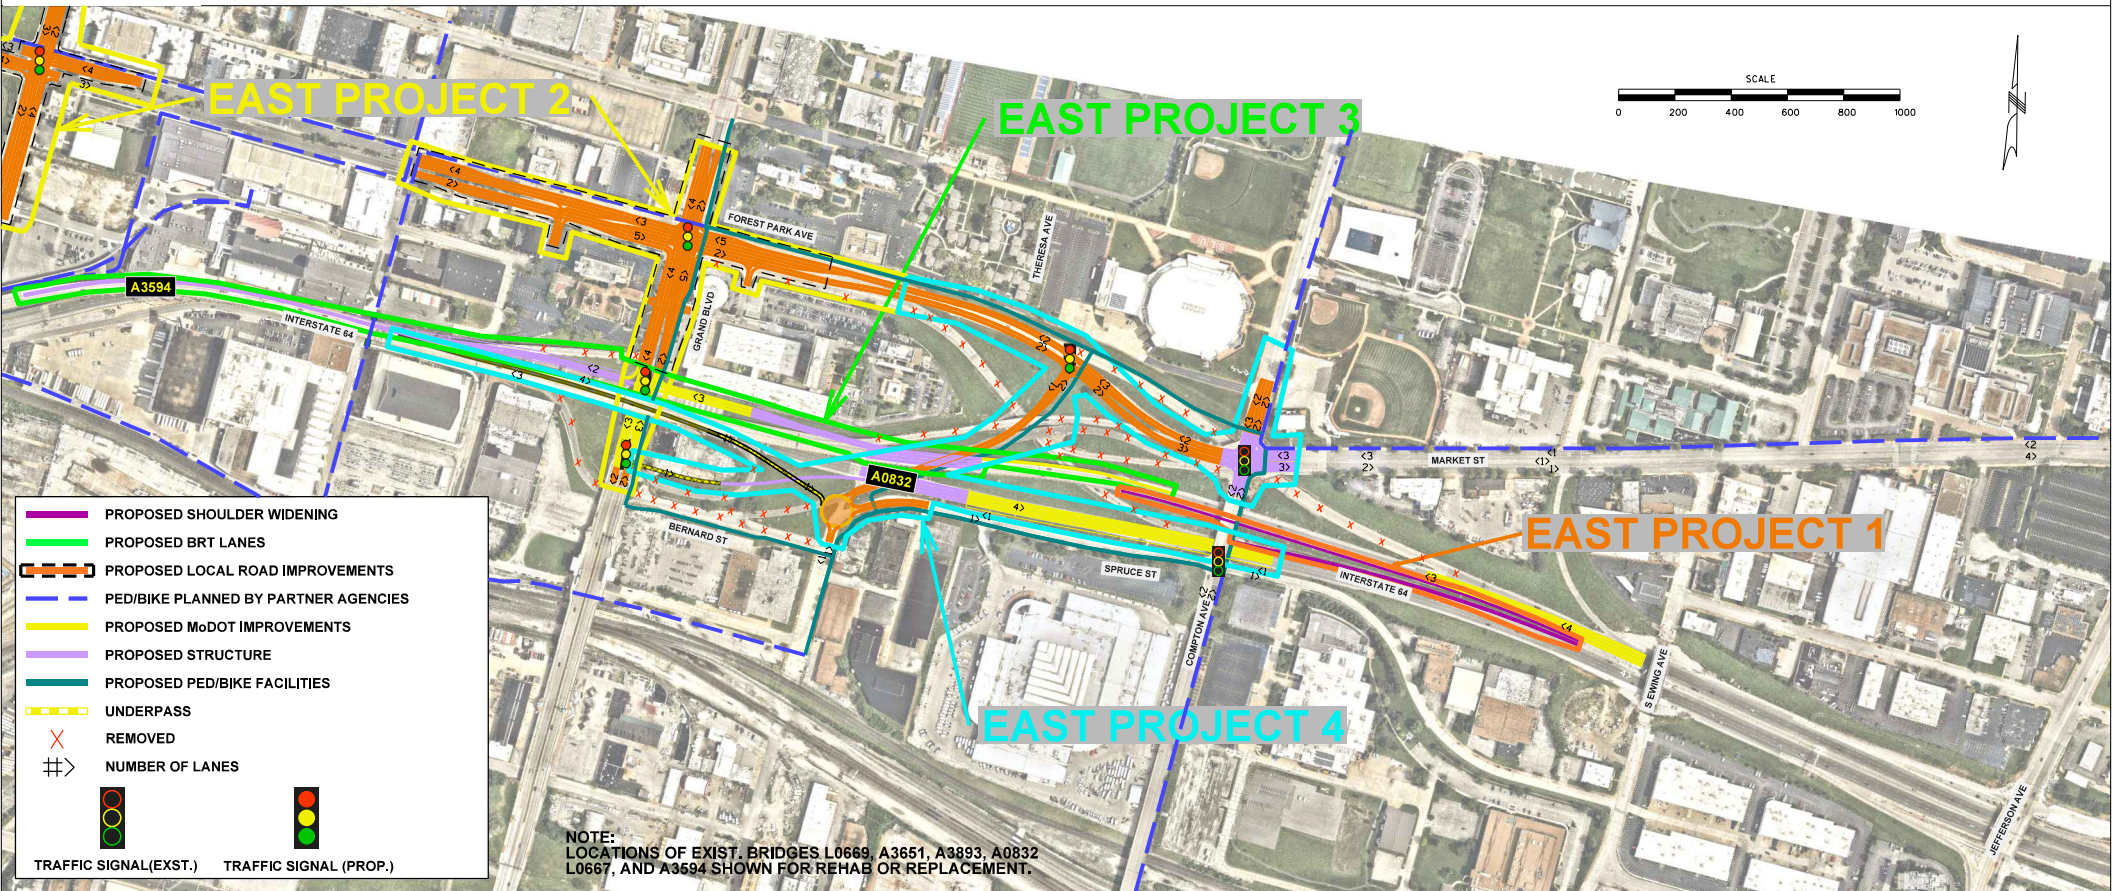 EAST PROJECT 2
EAST PROJECT 3
SCALE
0 200 400 600 800 1000
FOREST PARK AVE
THERESA AVE
A3594
INTERSTATE 64
GRAND BLVD
A0832
MARKET ST
BERNARD ST
SPRUCE ST
EAST PROJECT 1
INTERSTATE 64
COMPTON AVE
S EWING AVE
EAST PROJECT 4
JEFFERSON AVE
PROPOSED SHOULDER WIDENING
PROPOSED BRT LANES
PROPOSED LOCAL ROAD IMPROVEMENTS
PED/BIKE PLANNED BY PARTNER AGENCIES
PROPOSED MoDOT IMPROVEMENTS
PROPOSED STRUCTURE
PROPOSED PED/BIKE FACILITIES
UNDERPASS
REMOVED
#> NUMBER OF LANES
TRAFFIC SIGNAL(EXST.) TRAFFIC SIGNAL (PROP.)
NOTE:
LOCATIONS OF EXIST. BRIDGES L0669, A3651, A3893, A0832
L0667, AND A3594 SHOWN FOR REHAB OR REPLACEMENT.